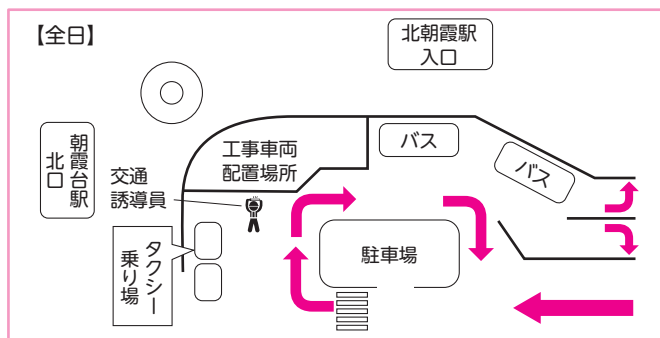 【全日】
北朝霞駅
入口
朝霞台駅
北口
工事車両
配置場所
バス
バス
交通
誘導員
タクシー
乗り場
駐車場